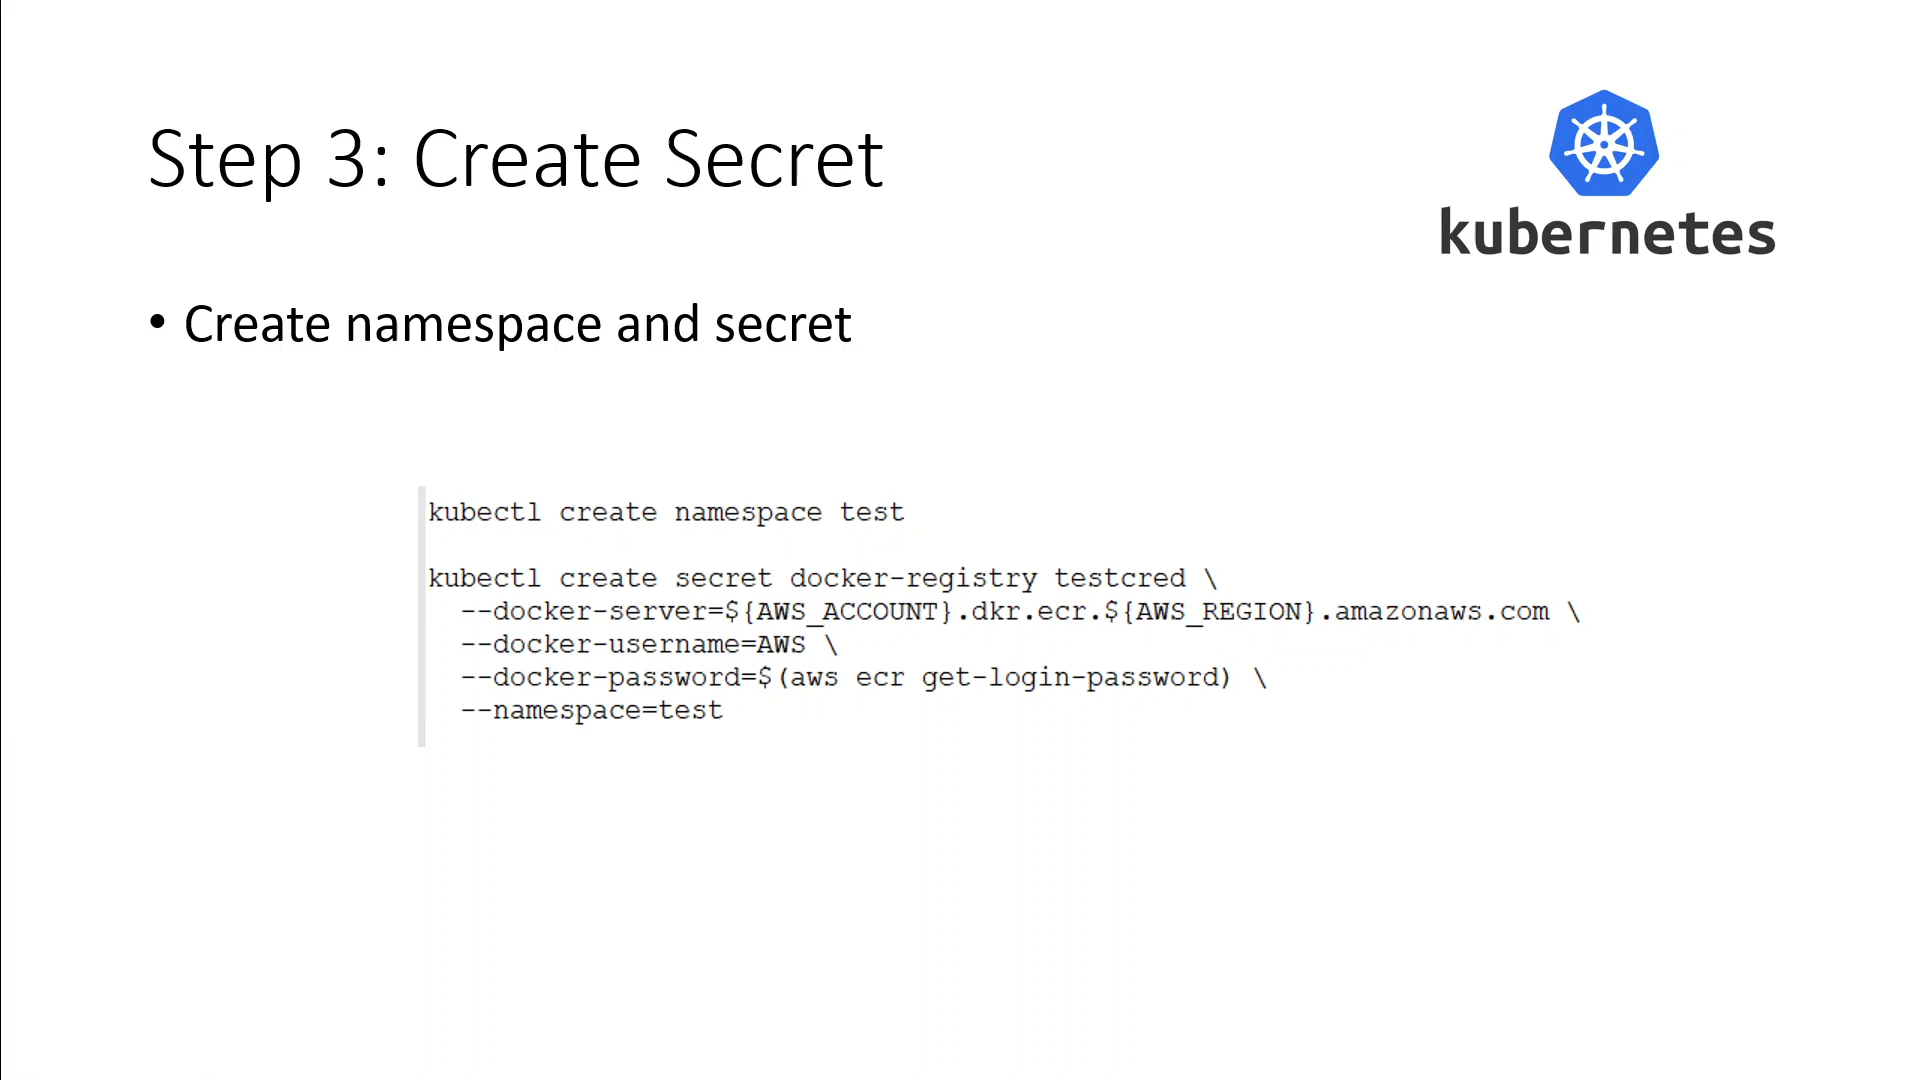 Step 3: Create Secret
kubernetes
• Create namespace and secret
kubectl create namespace test
kubectl create secret docker-registry testcred \
--docker-server=${AWS_ACCOUNT}.dkr.ecr.${AWS_REGION}.amazonaws.com \
--docker-username=AWS \
--docker-password=$(aws ecr get-login-password) \
--namespace=test